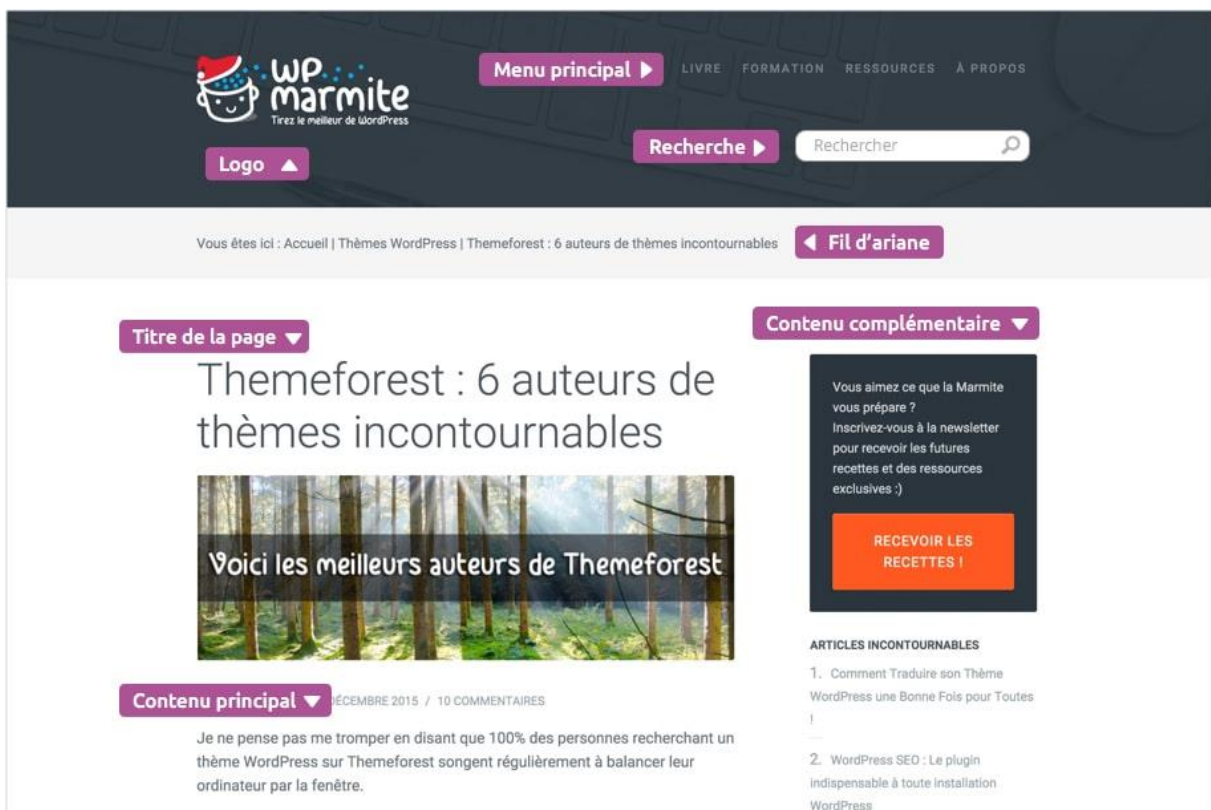 WP
marmite
Tirez le meilleur de WordPress
Menu principal
LIVRE FORMATION RESSOURCES À PROPOS
Recherche
Rechercher
Logo
Vous êtes ici : Accueil | Thèmes WordPress | Themeforest : 6 auteurs de thèmes incontournables
Fil d'ariane
Titre de la page
Themeforest : 6 auteurs de
thèmes incontournables
Voici les meilleurs auteurs de Themeforest
Contenu principal
DÉCEMBRE 2015 / 10 COMMENTAIRES
Je ne pense pas me tromper en disant que 100% des personnes recherchant un
thème WordPress sur Themeforest songent régulièrement à balancer leur
ordinateur par la fenêtre.
Contenu complémentaire
Vous aimez ce que la Marmite
vous prépare ?
Inscrivez-vous à la newsletter
pour recevoir les futures
recettes et des ressources
exclusives :)
RECEVOIR LES
RECETTES !
ARTICLES INCONTOURNABLES
1. Comment Traduire son Thème
WordPress une Bonne Fois pour Toutes
!
2. WordPress SEO : Le plugin
indispensable à toute installation
WordPress